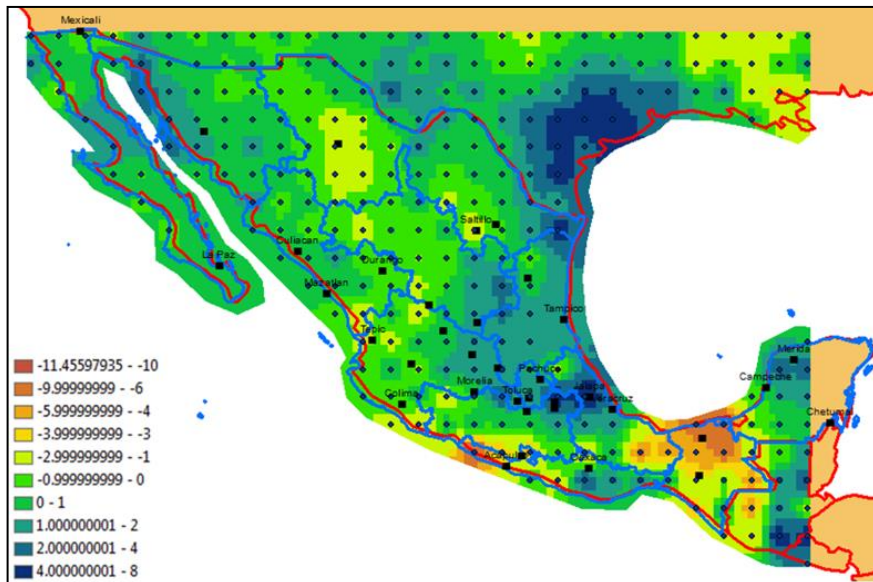 Mexicali
Saltillo
Culiacan
La Paz
Durango
Mazatlan
Tampico
Tepic
Merida
Pachuca
Campeche
Morelia
Toluca
Jalapa
Colima
Veracruz
Chetumal
Acapulco
Oaxaca
-11.45597935 - -10
-9.999999999 - -6
-5.999999999 - -4
-3.999999999 - -3
-2.999999999 - -1
-0.999999999 - 0
0 - 1
1.000000001 - 2
2.000000001 - 4
4.000000001 - 8